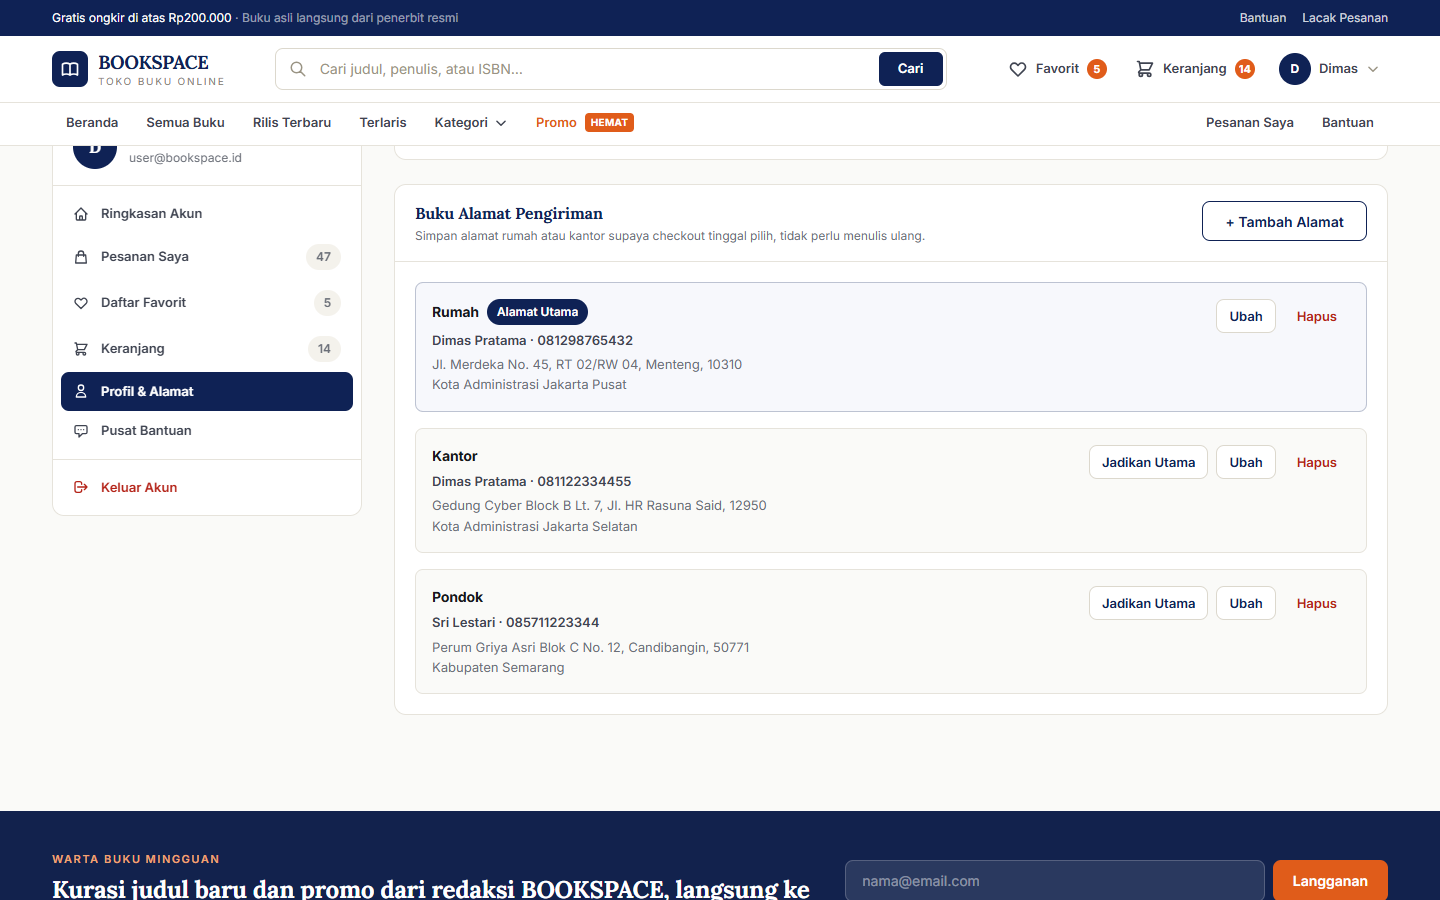 Gratis ongkir di atas Rp200.000 · Buku asli langsung dari penerbit resmi
Bantuan Lacak Pesanan
BOOKSPACE
TOKO BUKU ONLINE
Cari judul, penulis, atau ISBN...
Cari
Favorit 5
Keranjang 14
D Dimas
Beranda Semua Buku Rilis Terbaru Terlaris Kategori Promo HEMAT
Pesanan Saya Bantuan
D
user@bookspace.id
Ringkasan Akun
Pesanan Saya 47
Daftar Favorit 5
Keranjang 14
Profil & Alamat
Pusat Bantuan
Keluar Akun
Buku Alamat Pengiriman
Simpan alamat rumah atau kantor supaya checkout tinggal pilih, tidak perlu menulis ulang.
+ Tambah Alamat
Rumah Alamat Utama
Dimas Pratama · 081298765432
Jl. Merdeka No. 45, RT 02/RW 04, Menteng, 10310
Kota Administrasi Jakarta Pusat
Ubah Hapus
Kantor
Dimas Pratama · 081122334455
Gedung Cyber Block B Lt. 7, Jl. HR Rasuna Said, 12950
Kota Administrasi Jakarta Selatan
Jadikan Utama Ubah Hapus
Pondok
Sri Lestari · 085711223344
Perum Griya Asri Blok C No. 12, Candibangin, 50771
Kabupaten Semarang
Jadikan Utama Ubah Hapus
WARTA BUKU MINGGUAN
Kurasi judul baru dan promo dari redaksi BOOKSPACE, langsung ke
nama@email.com
Langganan